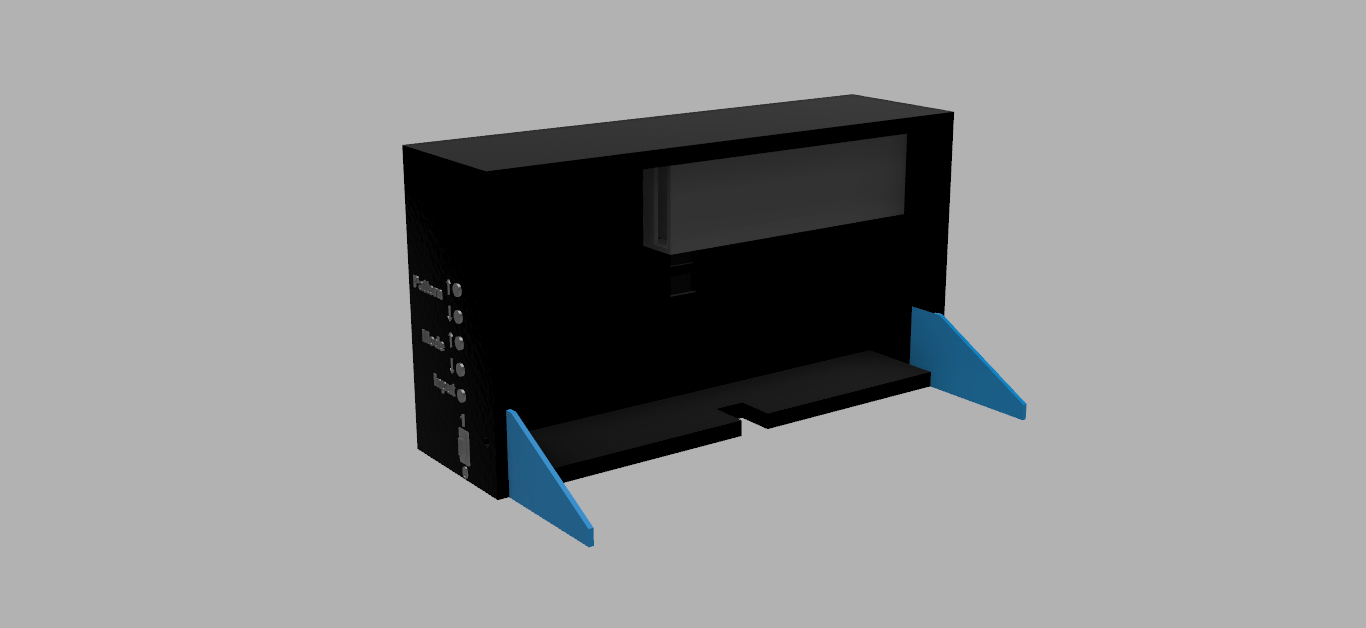 Pattern ↑
↓
Mode ↑
↓
Input
1
0